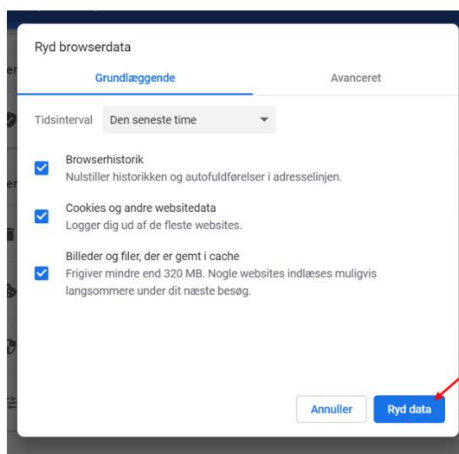 Ryd browserdata
Grundlæggende Avanceret
Tidsinterval Den seneste time
Browserhistorik
Nulstiller historikken og autofuldførelser i adresselinjen.
Cookies og andre websitedata
Logger dig ud af de fleste websites.
Billeder og filer, der er gemt i cache
Frigiver mindre end 320 MB. Nogle websites indlæses muligvis
langsommere under dit næste besøg.
Annuller Ryd data